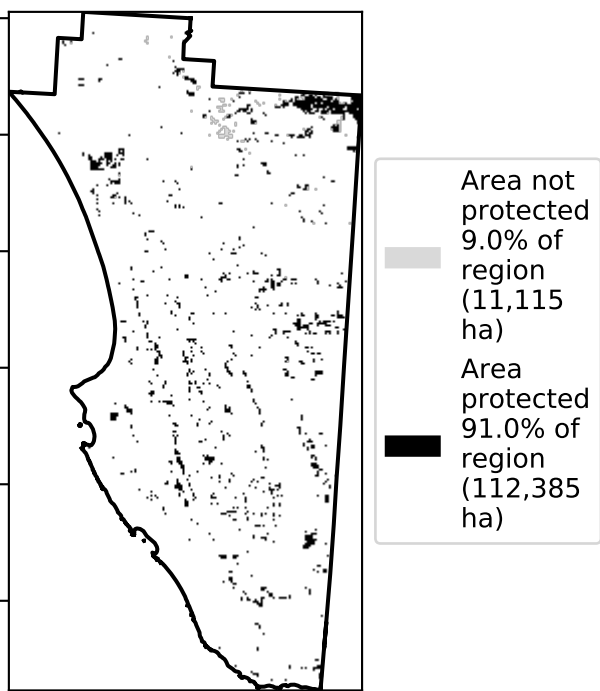 Area not
protected
9.0% of
region
(11,115
ha)
Area
protected
91.0% of
region
(112,385
ha)